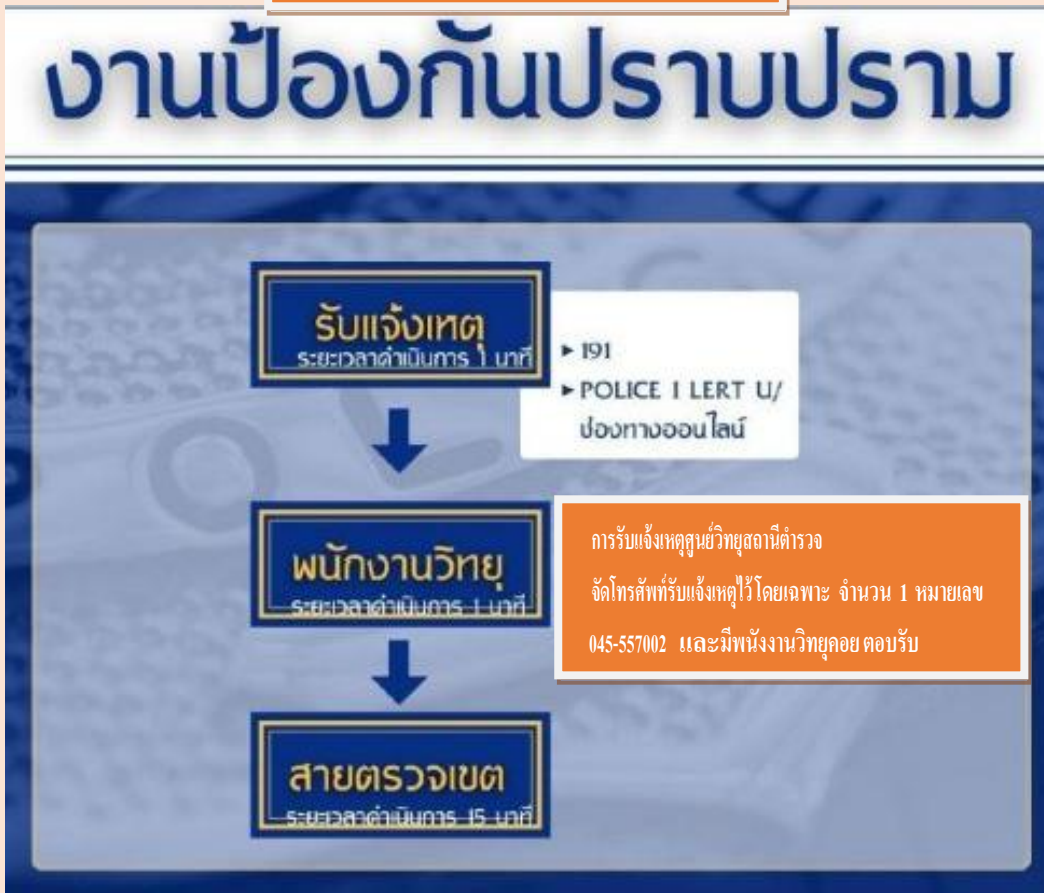 งานป้องกันปราบปราม
รับแจ้งเหตุ
ระยะเวลาดำเนินการ 1 นาที
► 191
► POLICE I LERT U/
ช่องทางออนไลน์
พนักงานวิทยุ
ระยะเวลาดำเนินการ 1 นาที
การรับแจ้งเหตุศูนย์วิทยุสถานีตำรวจ
จัดโทรศัพท์รับแจ้งเหตุไว้โดยเฉพาะ จำนวน 1 หมายเลข
045-557002 และมีพนังงานวิทยุคอย ตอบรับ
สายตรวจเขต
ระยะเวลาดำเนินการ 15 นาที